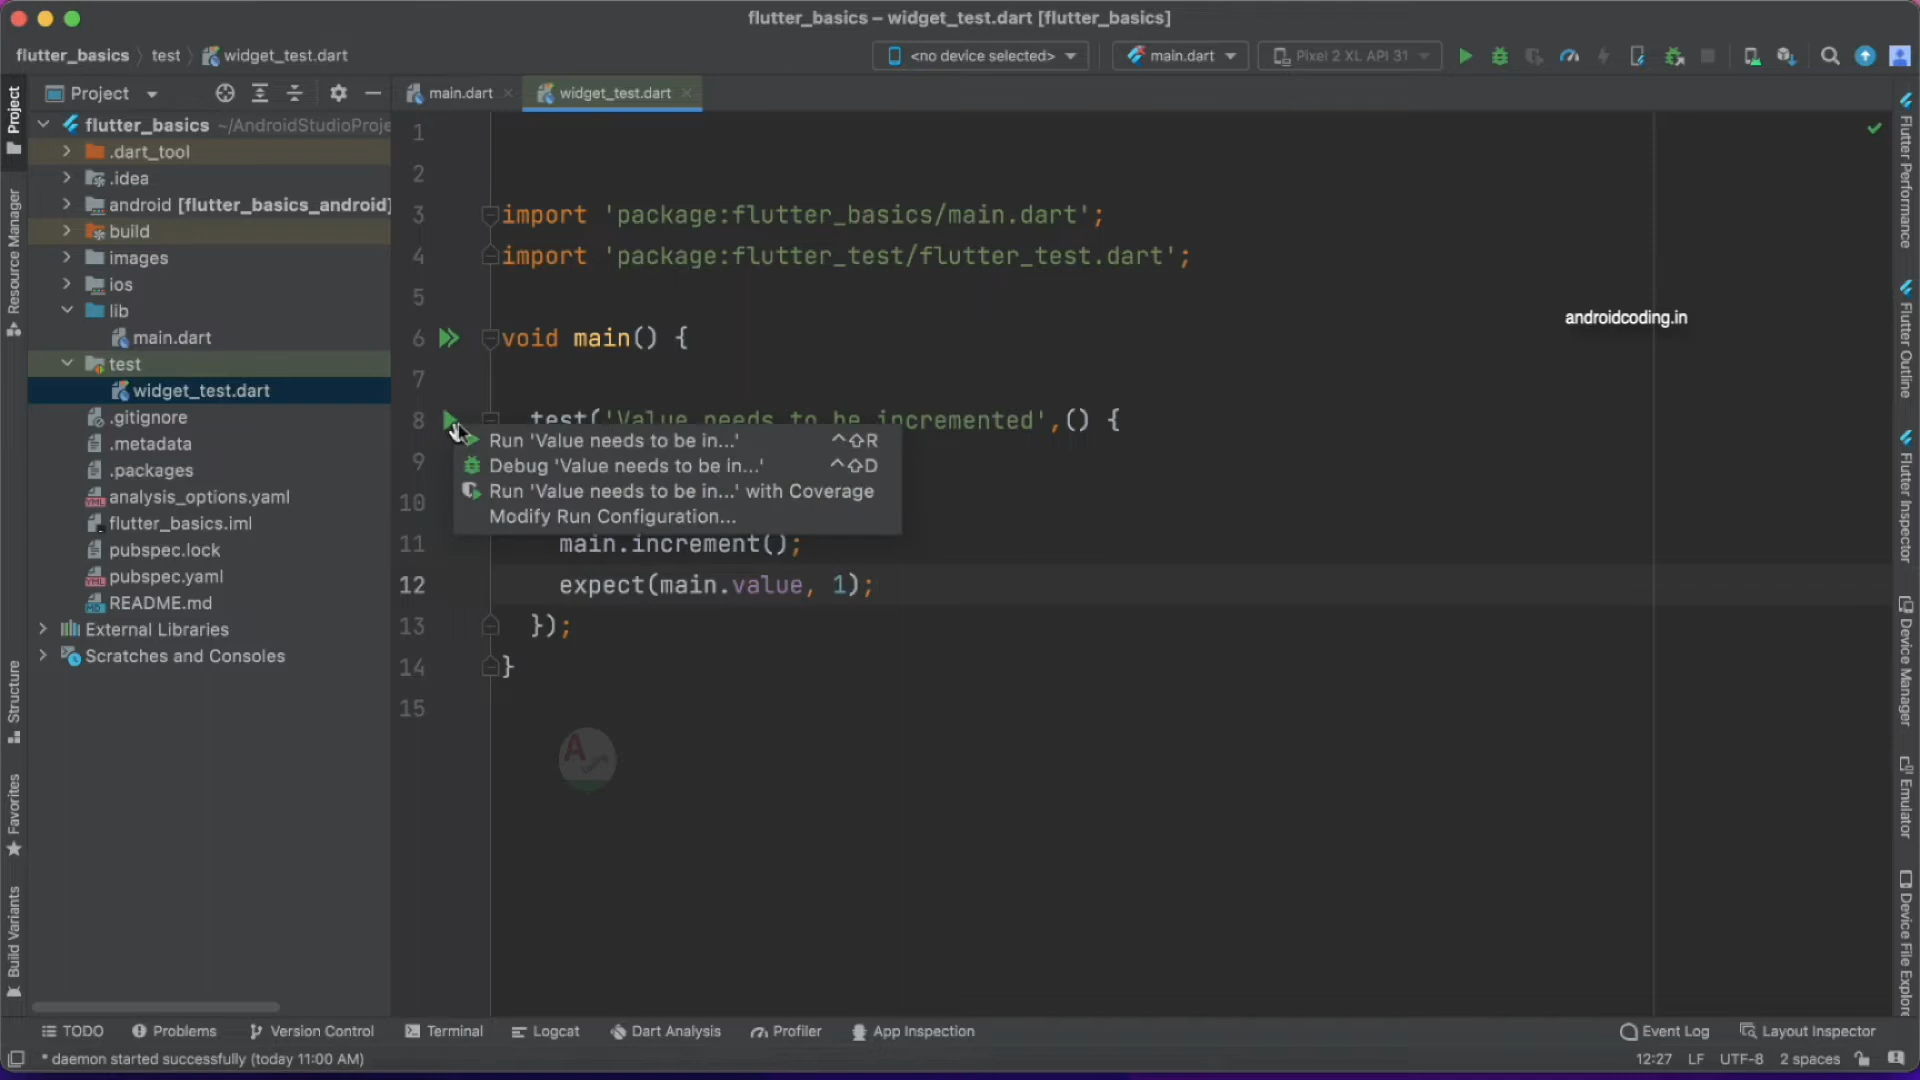 flutter_basics – widget_test.dart [flutter_basics]
flutter_basics test widget_test.dart
<no device selected> main.dart Pixel 2 XL API 31
Project
main.dart
widget_test.dart
Project
Resource Manager
Structure
Favorites
Build Variants
flutter_basics ~/AndroidStudioProje
.dart_tool
.idea
android [flutter_basics_android]
build
images
ios
lib
main.dart
test
widget_test.dart
.gitignore
.metadata
.packages
analysis_options.yaml
flutter_basics.iml
pubspec.lock
pubspec.yaml
README.md
External Libraries
Scratches and Consoles
1
2
3 import 'package:flutter_basics/main.dart';
4 import 'package:flutter_test/flutter_test.dart';
5
6 void main() {
7
8 test('Value needs to be incremented',() {
9
10
11 main.increment();
12 expect(main.value, 1);
13 });
14 }
15
Run 'Value needs to be in...' ^⇧R
Debug 'Value needs to be in...' ^⇧D
Run 'Value needs to be in...' with Coverage
Modify Run Configuration...
androidcoding.in
A
Flutter Performance
Flutter Outline
Flutter Inspector
Device Manager
Emulator
Device File Explore
TODO Problems Version Control Terminal Logcat Dart Analysis Profiler App Inspection Event Log Layout Inspector
* daemon started successfully (today 11:00 AM) 12:27 LF UTF-8 2 spaces